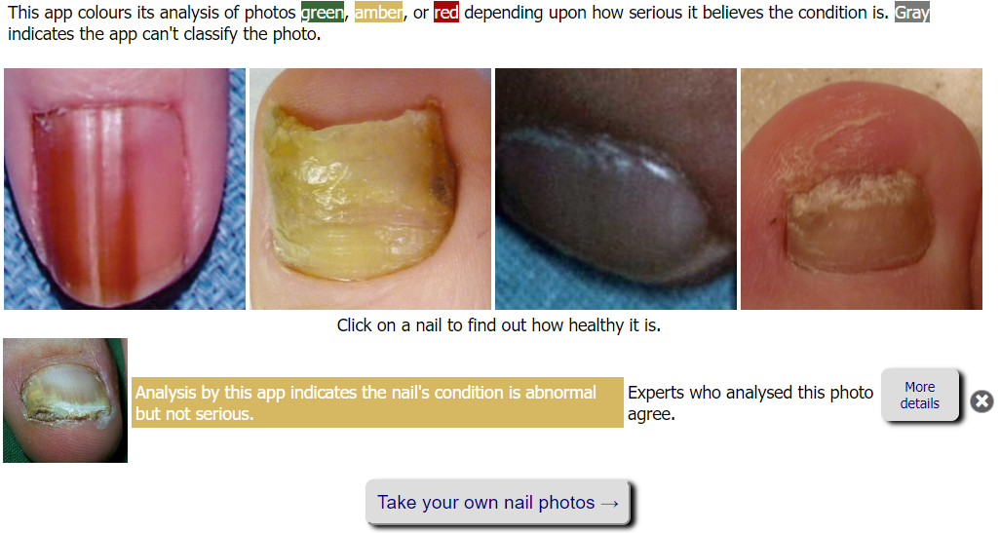 This app colours its analysis of photos green, amber, or red depending upon how serious it believes the condition is. Gray
indicates the app can't classify the photo.
Click on a nail to find out how healthy it is.
Analysis by this app indicates the nail's condition is abnormal
but not serious.
Experts who analysed this photo
agree.
More
details
Take your own nail photos →